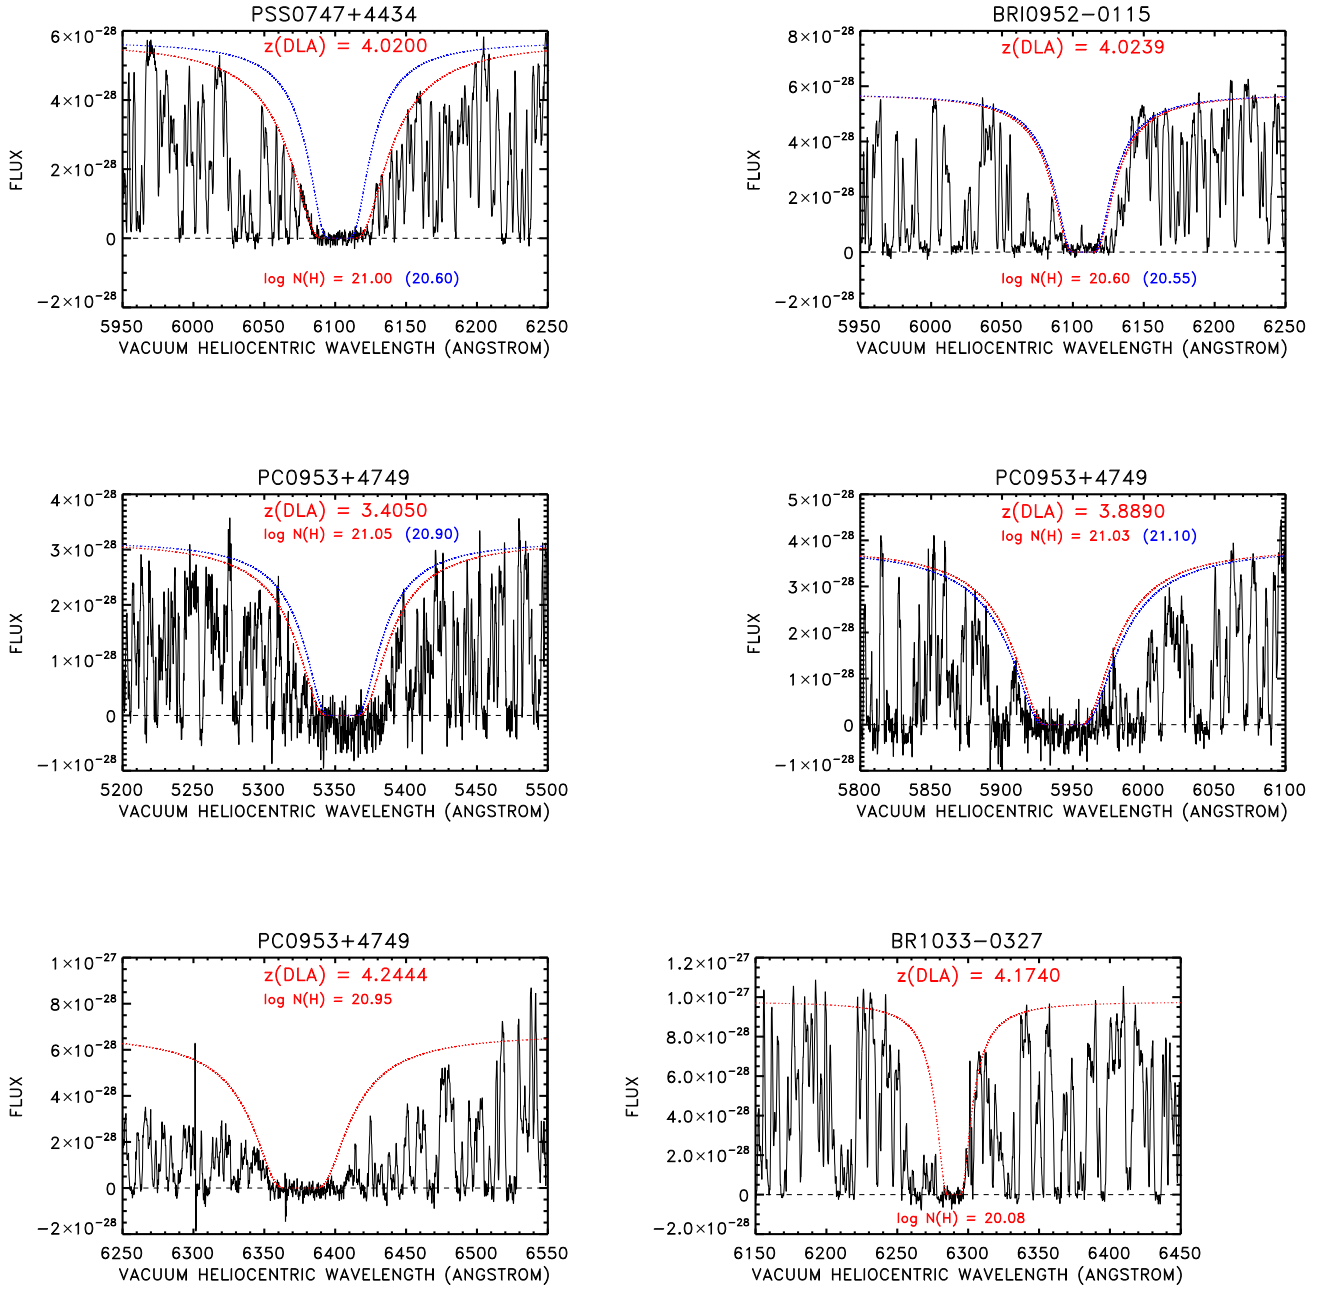 PSS0747+4434
z(DLA) = 4.0200
6×10⁻²⁸
4×10⁻²⁸
2×10⁻²⁸
0
−2×10⁻²⁸
FLUX
log N(H) = 21.00 (20.60)
5950 6000 6050 6100 6150 6200 6250
VACUUM HELIOCENTRIC WAVELENGTH (ANGSTROM)
BRI0952−0115
z(DLA) = 4.0239
8×10⁻²⁸
6×10⁻²⁸
4×10⁻²⁸
2×10⁻²⁸
0
−2×10⁻²⁸
FLUX
log N(H) = 20.60 (20.55)
5950 6000 6050 6100 6150 6200 6250
VACUUM HELIOCENTRIC WAVELENGTH (ANGSTROM)
PC0953+4749
z(DLA) = 3.4050
log N(H) = 21.05 (20.90)
4×10⁻²⁸
3×10⁻²⁸
2×10⁻²⁸
1×10⁻²⁸
0
−1×10⁻²⁸
FLUX
5200 5250 5300 5350 5400 5450 5500
VACUUM HELIOCENTRIC WAVELENGTH (ANGSTROM)
PC0953+4749
z(DLA) = 3.8890
log N(H) = 21.03 (21.10)
5×10⁻²⁸
4×10⁻²⁸
3×10⁻²⁸
2×10⁻²⁸
1×10⁻²⁸
0
−1×10⁻²⁸
FLUX
5800 5850 5900 5950 6000 6050 6100
VACUUM HELIOCENTRIC WAVELENGTH (ANGSTROM)
PC0953+4749
z(DLA) = 4.2444
log N(H) = 20.95
1×10⁻²⁷
8×10⁻²⁸
6×10⁻²⁸
4×10⁻²⁸
2×10⁻²⁸
0
−2×10⁻²⁸
FLUX
6250 6300 6350 6400 6450 6500 6550
VACUUM HELIOCENTRIC WAVELENGTH (ANGSTROM)
BR1033−0327
z(DLA) = 4.1740
1.2×10⁻²⁷
1.0×10⁻²⁷
8.0×10⁻²⁸
6.0×10⁻²⁸
4.0×10⁻²⁸
2.0×10⁻²⁸
0
−2.0×10⁻²⁸
FLUX
log N(H) = 20.08
6150 6200 6250 6300 6350 6400 6450
VACUUM HELIOCENTRIC WAVELENGTH (ANGSTROM)